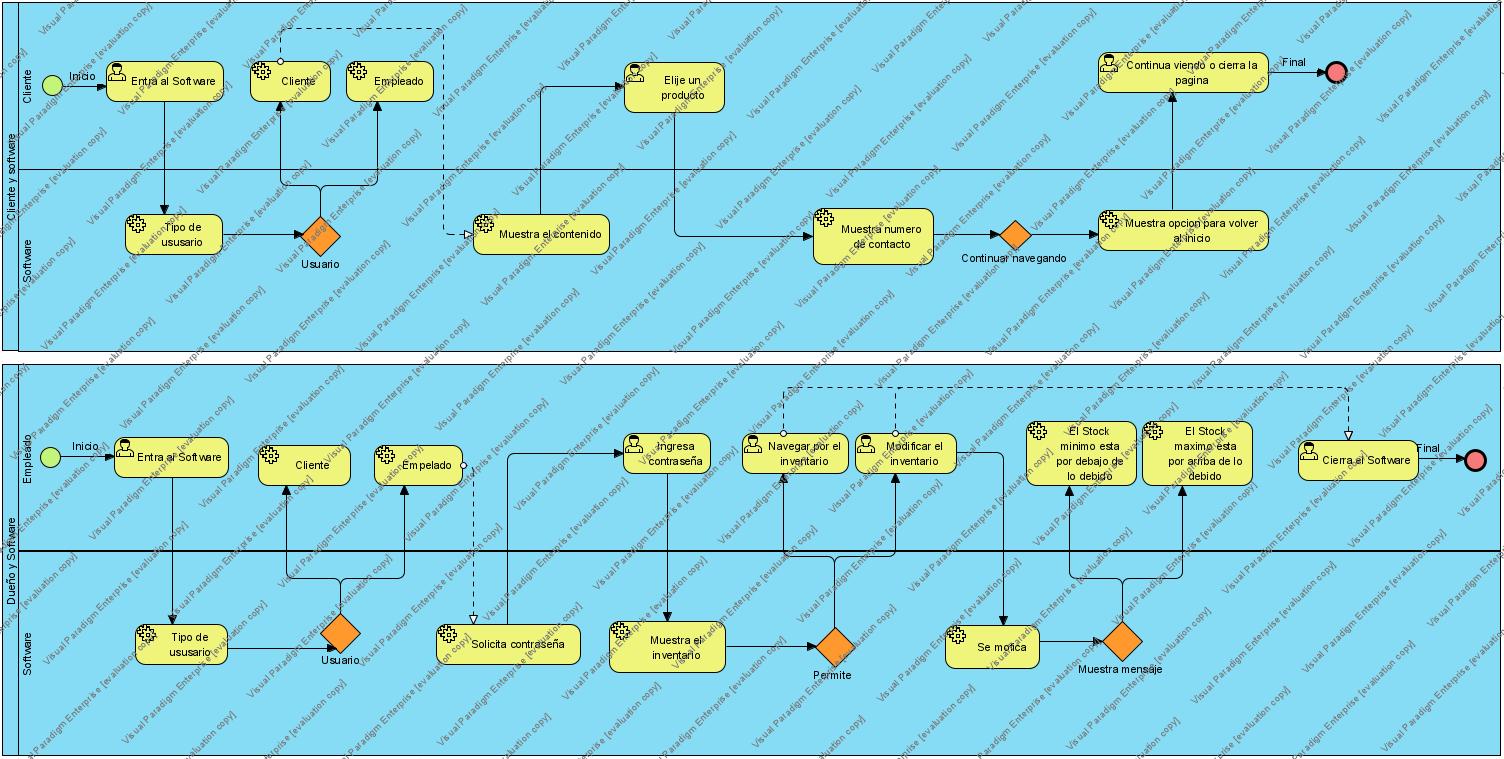 Cliente y software
Cliente
Inicio
Entra al Software
Cliente
Empleado
Elije un
producto
Continua viendo o cierra la
pagina
Final
Software
Tipo de
ususario
Usuario
Muestra el contenido
Muestra numero
de contacto
Continuar navegando
Muestra opcion para volver
al inicio
Dueño y Software
Empleado
Inicio
Entra al Software
Cliente
Empelado
Ingresa
contraseña
Navegar por el
inventario
Modificar el
inventario
El Stock
minimo esta
por debajo de
lo debido
El Stock
maximo esta
por arriba de lo
debido
Cierra el Software
Final
Software
Tipo de
ususario
Usuario
Solicita contraseña
Muestra el
inventario
Permite
Se motica
Muestra mensaje
Visual Paradigm Enterprise [evaluation copy]